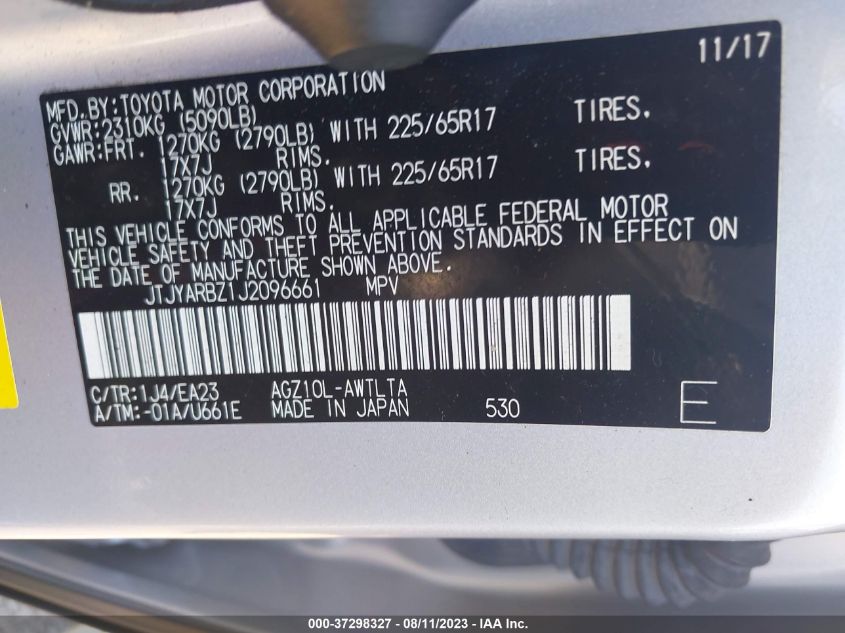 11/17
MFD.BY:TOYOTA MOTOR CORPORATION
GVWR:2310KG (5090LB)
GAWR:FRT. 1270KG (2790LB) WITH 225/65R17 TIRES.
17X7J RIMS.
RR. 1270KG (2790LB) WITH 225/65R17 TIRES.
17X7J RIMS.
THIS VEHICLE CONFORMS TO ALL APPLICABLE FEDERAL MOTOR
VEHICLE SAFETY AND THEFT PREVENTION STANDARDS IN EFFECT ON
THE DATE OF MANUFACTURE SHOWN ABOVE.
JTJYARBZ1J2096661 MPV
C/TR:1J4/EA23 AGZ10L-AWTLTA
A/TM:-01A/U661E MADE IN JAPAN 530 E
000-37298327 - 08/11/2023 - IAA Inc.